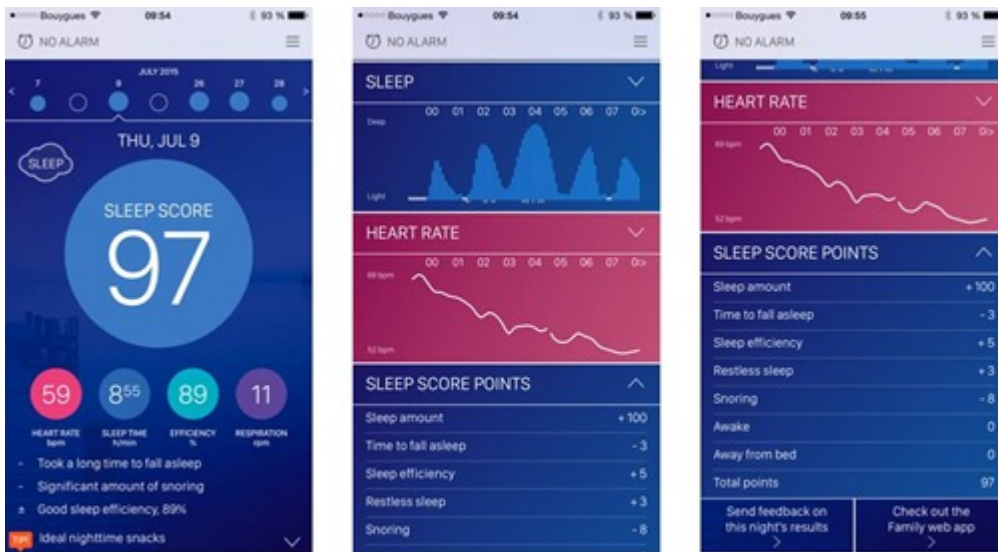 Bouygues 09:54 93 %
NO ALARM
JULY 2015
7 9 26 27 28
THU, JUL 9
SLEEP
SLEEP SCORE
97
59 8⁵⁵ 89 11
HEART RATE SLEEP TIME EFFICIENCY RESPIRATION
bpm h/min % rpm
- Took a long time to fall asleep
- Significant amount of snoring
± Good sleep efficiency, 89%
Ideal nighttime snacks
Bouygues 09:54 93 %
NO ALARM
SLEEP
00 01 02 03 04 05 06 07
Deep
Light
HEART RATE
00 01 02 03 04 05 06 07
69 bpm
52 bpm
SLEEP SCORE POINTS
Sleep amount +100
Time to fall asleep -3
Sleep efficiency +5
Restless sleep +3
Snoring -8
Bouygues 09:55 93 %
NO ALARM
Light
HEART RATE
00 01 02 03 04 05 06 07
69 bpm
52 bpm
SLEEP SCORE POINTS
Sleep amount +100
Time to fall asleep -3
Sleep efficiency +5
Restless sleep +3
Snoring -8
Awake 0
Away from bed 0
Total points 97
Send feedback on
this night's results
Check out the
Family web app